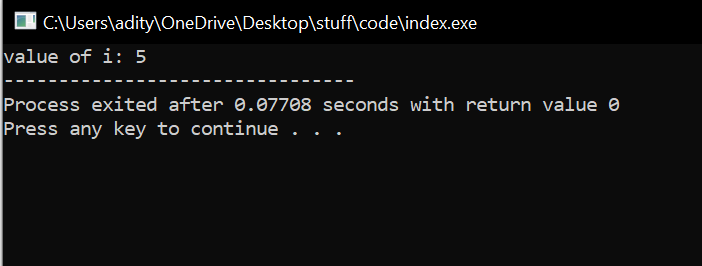 C:\Users\adity\OneDrive\Desktop\stuff\code\index.exe
value of i: 5
--------------------------------
Process exited after 0.07708 seconds with return value 0
Press any key to continue . . .